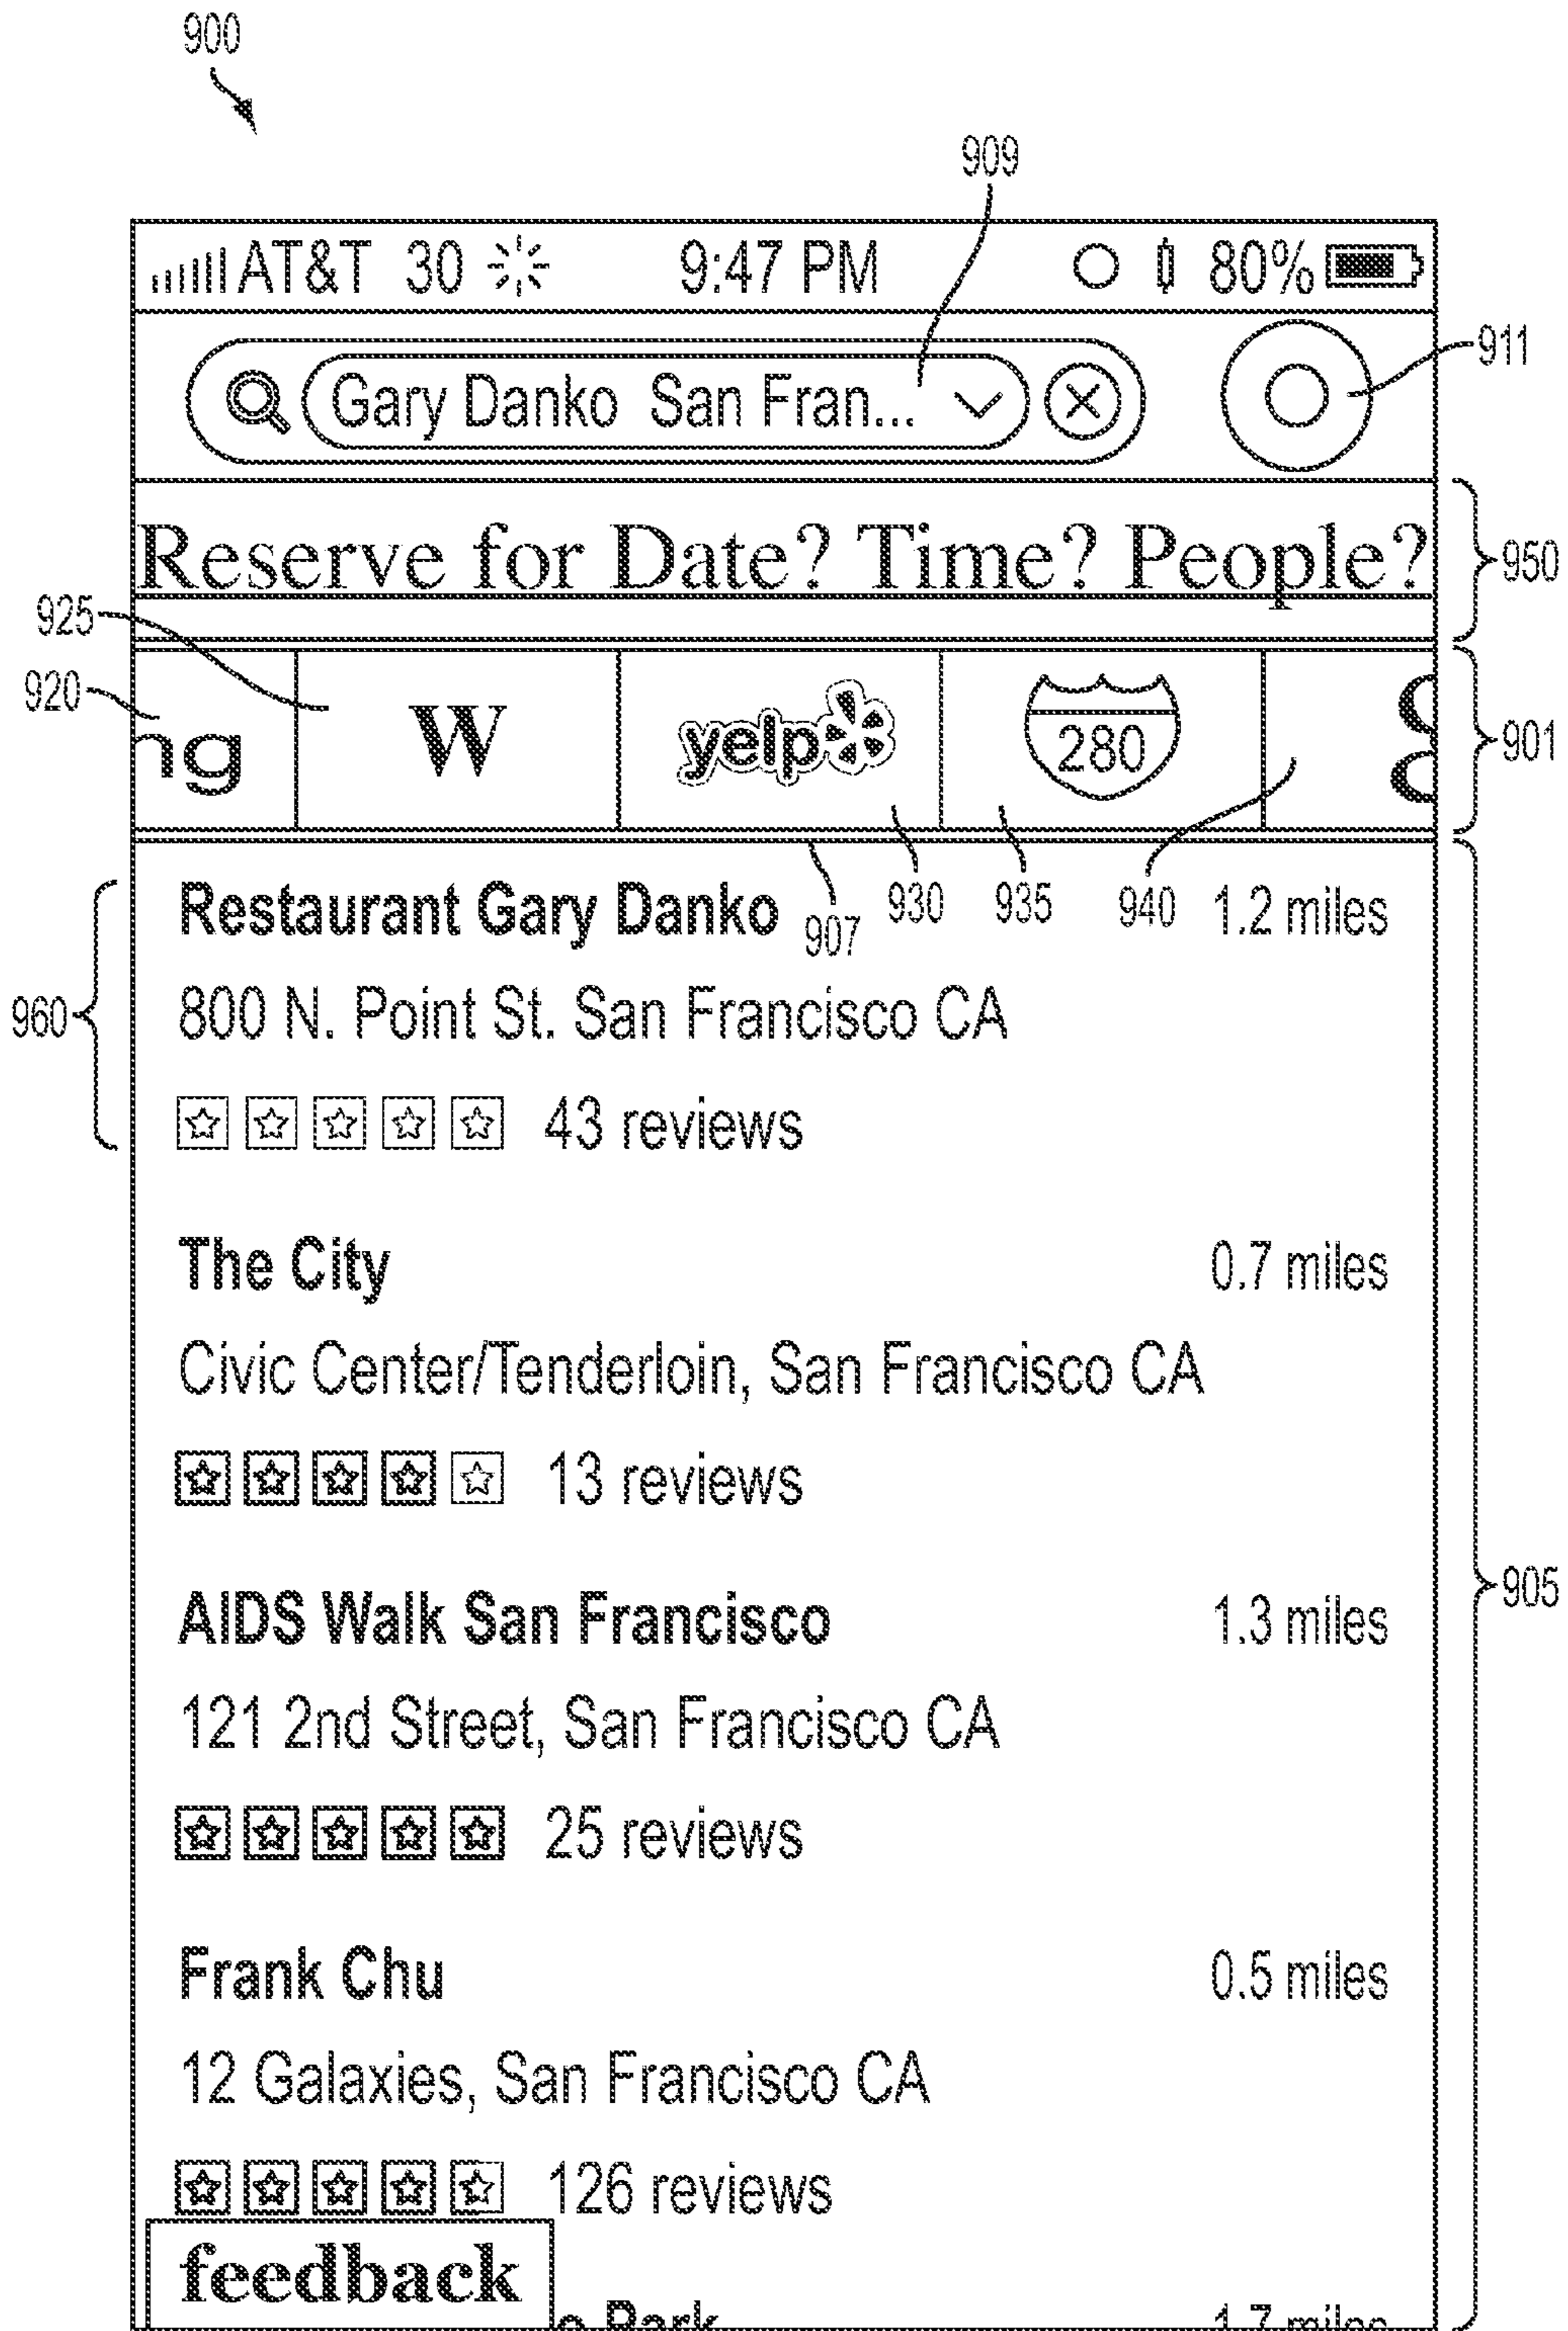 900
909
AT&T 30 9:47 PM 80%
Gary Danko San Fran...
911
Reserve for Date? Time? People?
950
925
920
ng W yelp 280
901
Restaurant Gary Danko 907 930 935 940 1.2 miles
960
800 N. Point St. San Francisco CA
43 reviews
The City 0.7 miles
Civic Center/Tenderloin, San Francisco CA
13 reviews
905
AIDS Walk San Francisco 1.3 miles
121 2nd Street, San Francisco CA
25 reviews
Frank Chu 0.5 miles
12 Galaxies, San Francisco CA
126 reviews
feedback
Park 1.7 miles